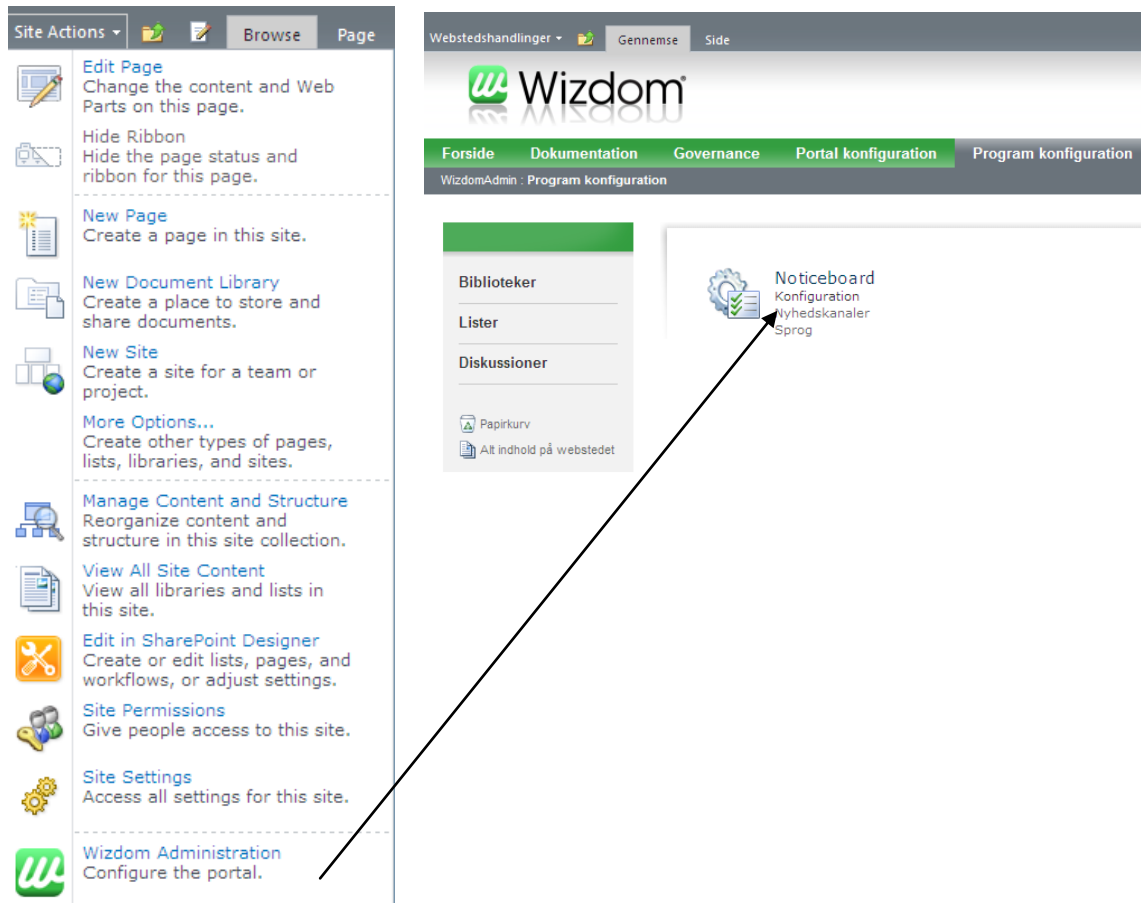 Site Actions
Browse
Page
Edit Page
Change the content and Web
Parts on this page.
Hide Ribbon
Hide the page status and
ribbon for this page.
New Page
Create a page in this site.
New Document Library
Create a place to store and
share documents.
New Site
Create a site for a team or
project.
More Options...
Create other types of pages,
lists, libraries, and sites.
Manage Content and Structure
Reorganize content and
structure in this site collection.
View All Site Content
View all libraries and lists in
this site.
Edit in SharePoint Designer
Create or edit lists, pages, and
workflows, or adjust settings.
Site Permissions
Give people access to this site.
Site Settings
Access all settings for this site.
Wizdom Administration
Configure the portal.
Webstedshandlinger
Gennemse
Side
Wizdom
Forside Dokumentation Governance Portal konfiguration Program konfiguration
WizdomAdmin : Program konfiguration
Biblioteker
Lister
Diskussioner
Papirkurv
Alt indhold på webstedet
Noticeboard
Konfiguration
Nyhedskanaler
Sprog